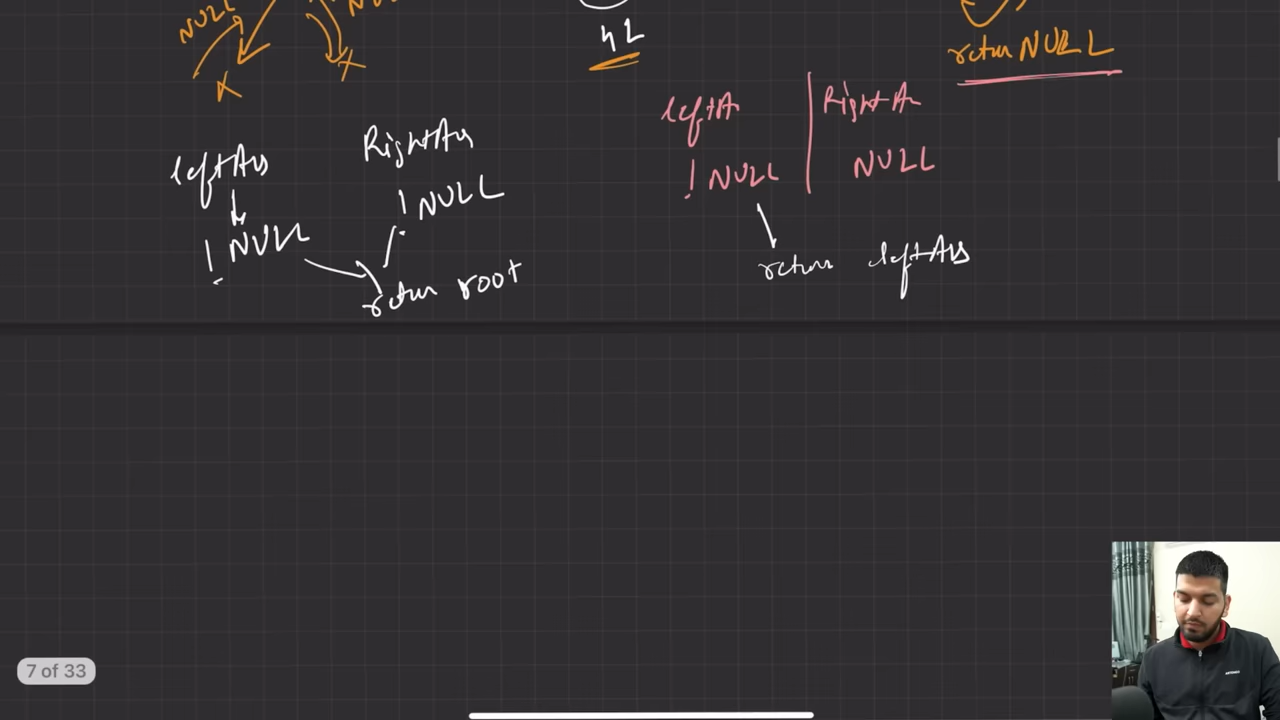 NULL
NULL
X
X
42
return NULL
leftAns
RightAns
!NULL
!NULL
return root
leftA
RightAn
!NULL
NULL
return leftAns
7 of 33